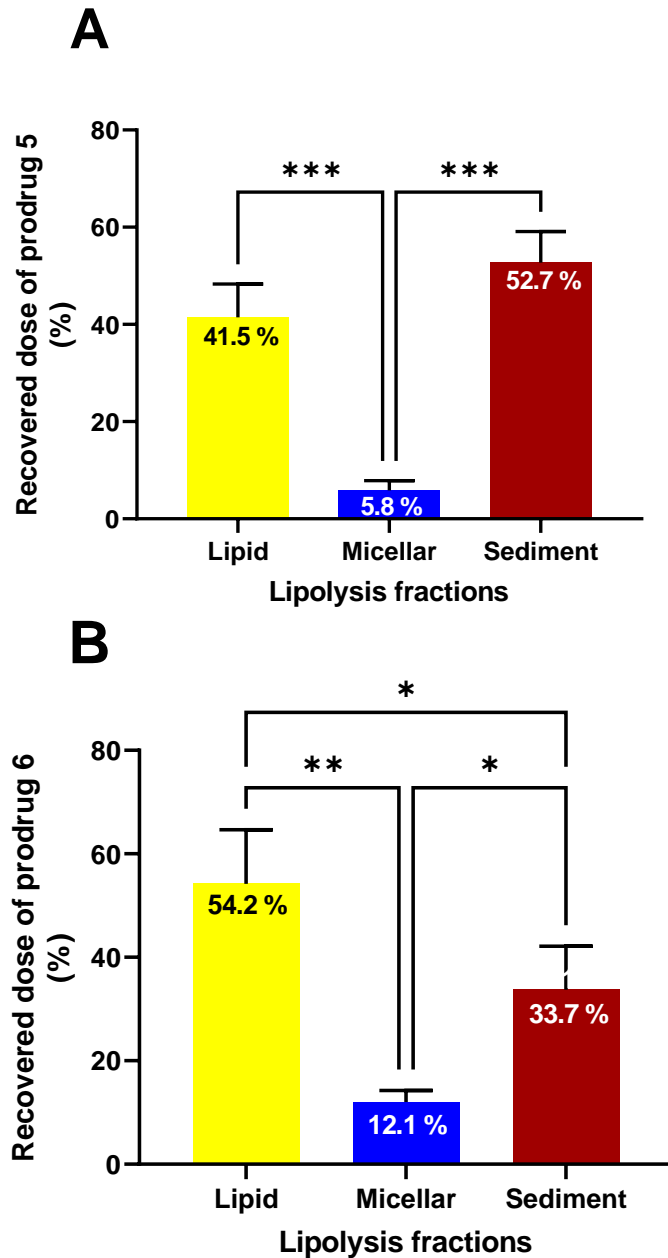 A
Recovered dose of prodrug 5
(%)
80
60
40
20
0
***
***
41.5 %
5.8 %
52.7 %
Lipid
Micellar
Sediment
Lipolysis fractions
B
Recovered dose of prodrug 6
(%)
80
60
40
20
0
*
**
*
54.2 %
12.1 %
33.7 %
Lipid
Micellar
Sediment
Lipolysis fractions